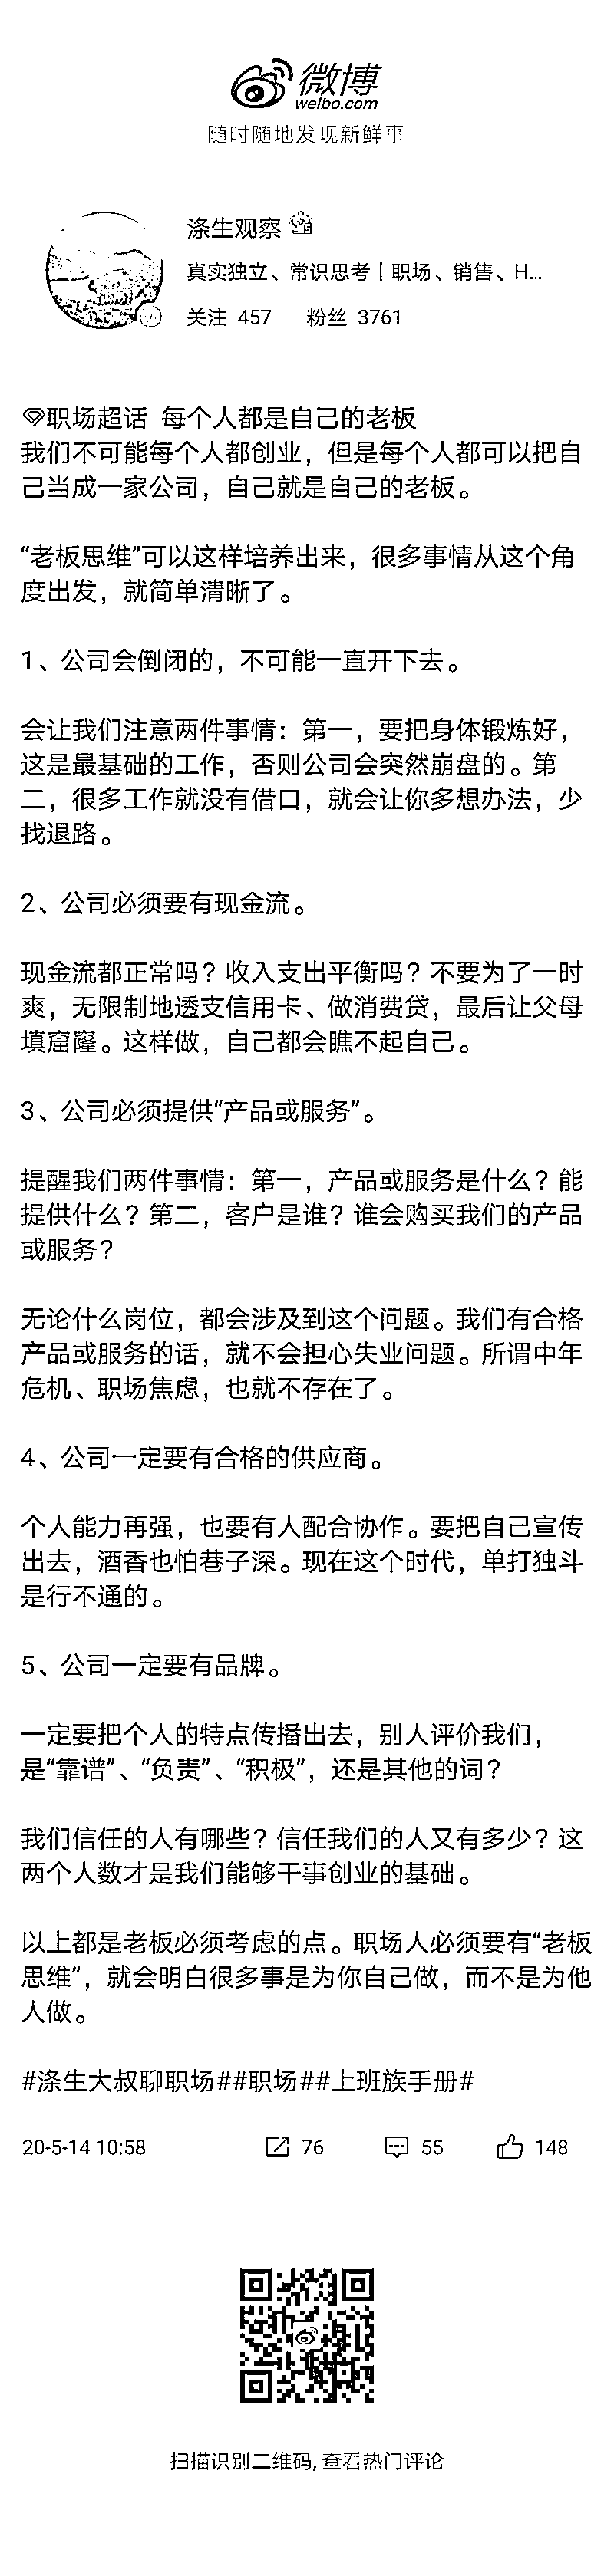 微博
weibo.com
随时随地发现新鲜事
涤生观察
真实独立、常识思考丨职场、销售、H...
关注 457 | 粉丝 3761
职场超话 每个人都是自己的老板
我们不可能每个人都创业，但是每个人都可以把自
己当成一家公司，自己就是自己的老板。
“老板思维”可以这样培养出来，很多事情从这个角
度出发，就简单清晰了。
1、公司会倒闭的，不可能一直开下去。
会让我们注意两件事情：第一，要把身体锻炼好，
这是最基础的工作，否则公司会突然崩盘的。第
二，很多工作就没有借口，就会让你多想办法，少
找退路。
2、公司必须要有现金流。
现金流都正常吗？收入支出平衡吗？不要为了一时
爽，无限制地透支信用卡、做消费贷，最后让父母
填窟窿。这样做，自己都会瞧不起自己。
3、公司必须提供“产品或服务”。
提醒我们两件事情：第一，产品或服务是什么？能
提供什么？第二，客户是谁？谁会购买我们的产品
或服务？
无论什么岗位，都会涉及到这个问题。我们有合格
产品或服务的话，就不会担心失业问题。所谓中年
危机、职场焦虑，也就不存在了。
4、公司一定要有合格的供应商。
个人能力再强，也要有人配合协作。要把自己宣传
出去，酒香也怕巷子深。现在这个时代，单打独斗
是行不通的。
5、公司一定要有品牌。
一定要把个人的特点传播出去，别人评价我们，
是“靠谱”、“负责”、“积极”，还是其他的词？
我们信任的人有哪些？信任我们的人又有多少？这
两个人数才是我们能够干事创业的基础。
以上都是老板必须考虑的点。职场人必须要有“老板
思维”，就会明白很多事是为你自己做，而不是为他
人做。
#涤生大叔聊职场##职场##上班族手册#
20-5-14 10:58 76 55 148
扫描识别二维码, 查看热门评论